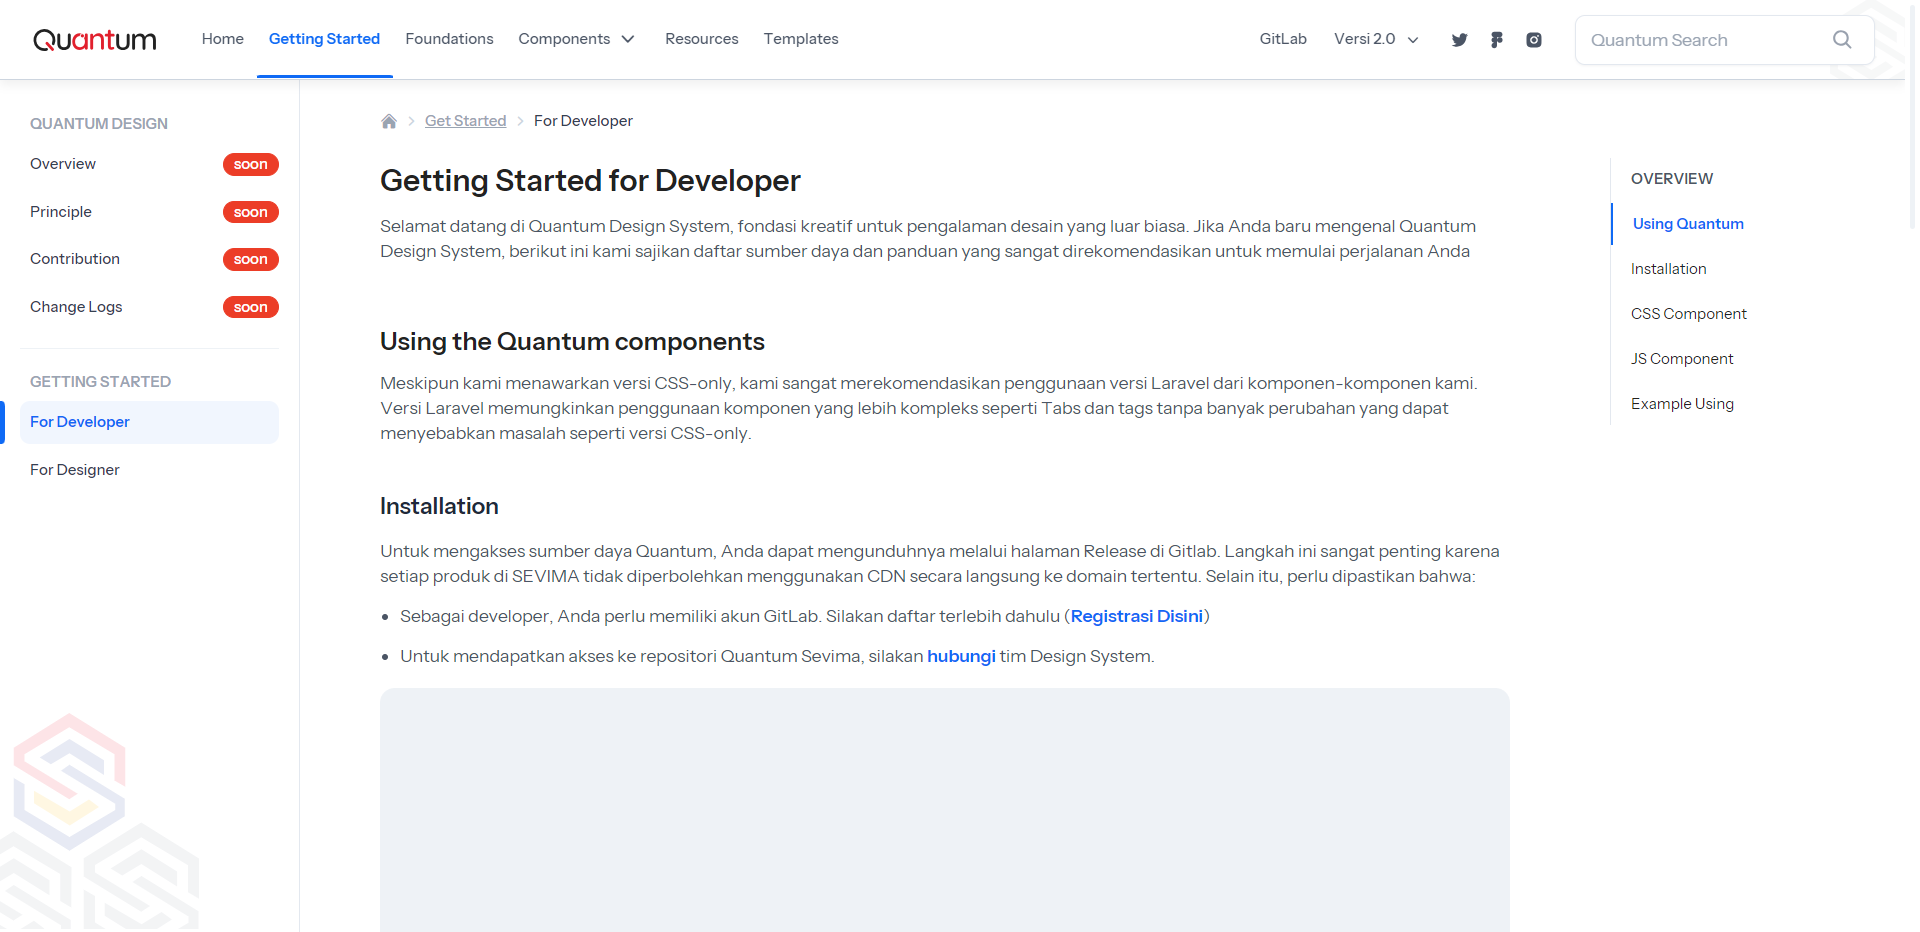 Quantum
Home
Getting Started
Foundations
Components
Resources
Templates
GitLab
Versi 2.0
Quantum Search
QUANTUM DESIGN
Overview
soon
Principle
soon
Contribution
soon
Change Logs
soon
GETTING STARTED
For Developer
For Designer
Get Started
For Developer
Getting Started for Developer
Selamat datang di Quantum Design System, fondasi kreatif untuk pengalaman desain yang luar biasa. Jika Anda baru mengenal Quantum
Design System, berikut ini kami sajikan daftar sumber daya dan panduan yang sangat direkomendasikan untuk memulai perjalanan Anda
Using the Quantum components
Meskipun kami menawarkan versi CSS-only, kami sangat merekomendasikan penggunaan versi Laravel dari komponen-komponen kami.
Versi Laravel memungkinkan penggunaan komponen yang lebih kompleks seperti Tabs dan tags tanpa banyak perubahan yang dapat
menyebabkan masalah seperti versi CSS-only.
Installation
Untuk mengakses sumber daya Quantum, Anda dapat mengunduhnya melalui halaman Release di Gitlab. Langkah ini sangat penting karena
setiap produk di SEVIMA tidak diperbolehkan menggunakan CDN secara langsung ke domain tertentu. Selain itu, perlu dipastikan bahwa:
• Sebagai developer, Anda perlu memiliki akun GitLab. Silakan daftar terlebih dahulu (Registrasi Disini)
• Untuk mendapatkan akses ke repositori Quantum Sevima, silakan hubungi tim Design System.
OVERVIEW
Using Quantum
Installation
CSS Component
JS Component
Example Using